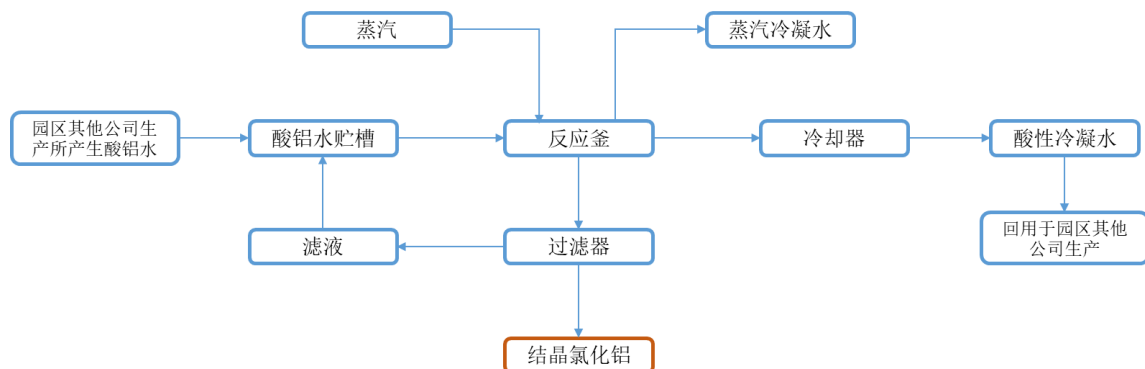 蒸汽
蒸汽冷凝水
园区其他公司生
产所产生酸铝水
酸铝水贮槽
反应釜
冷却器
酸性冷凝水
滤液
过滤器
回用于园区其他
公司生产
结晶氯化铝